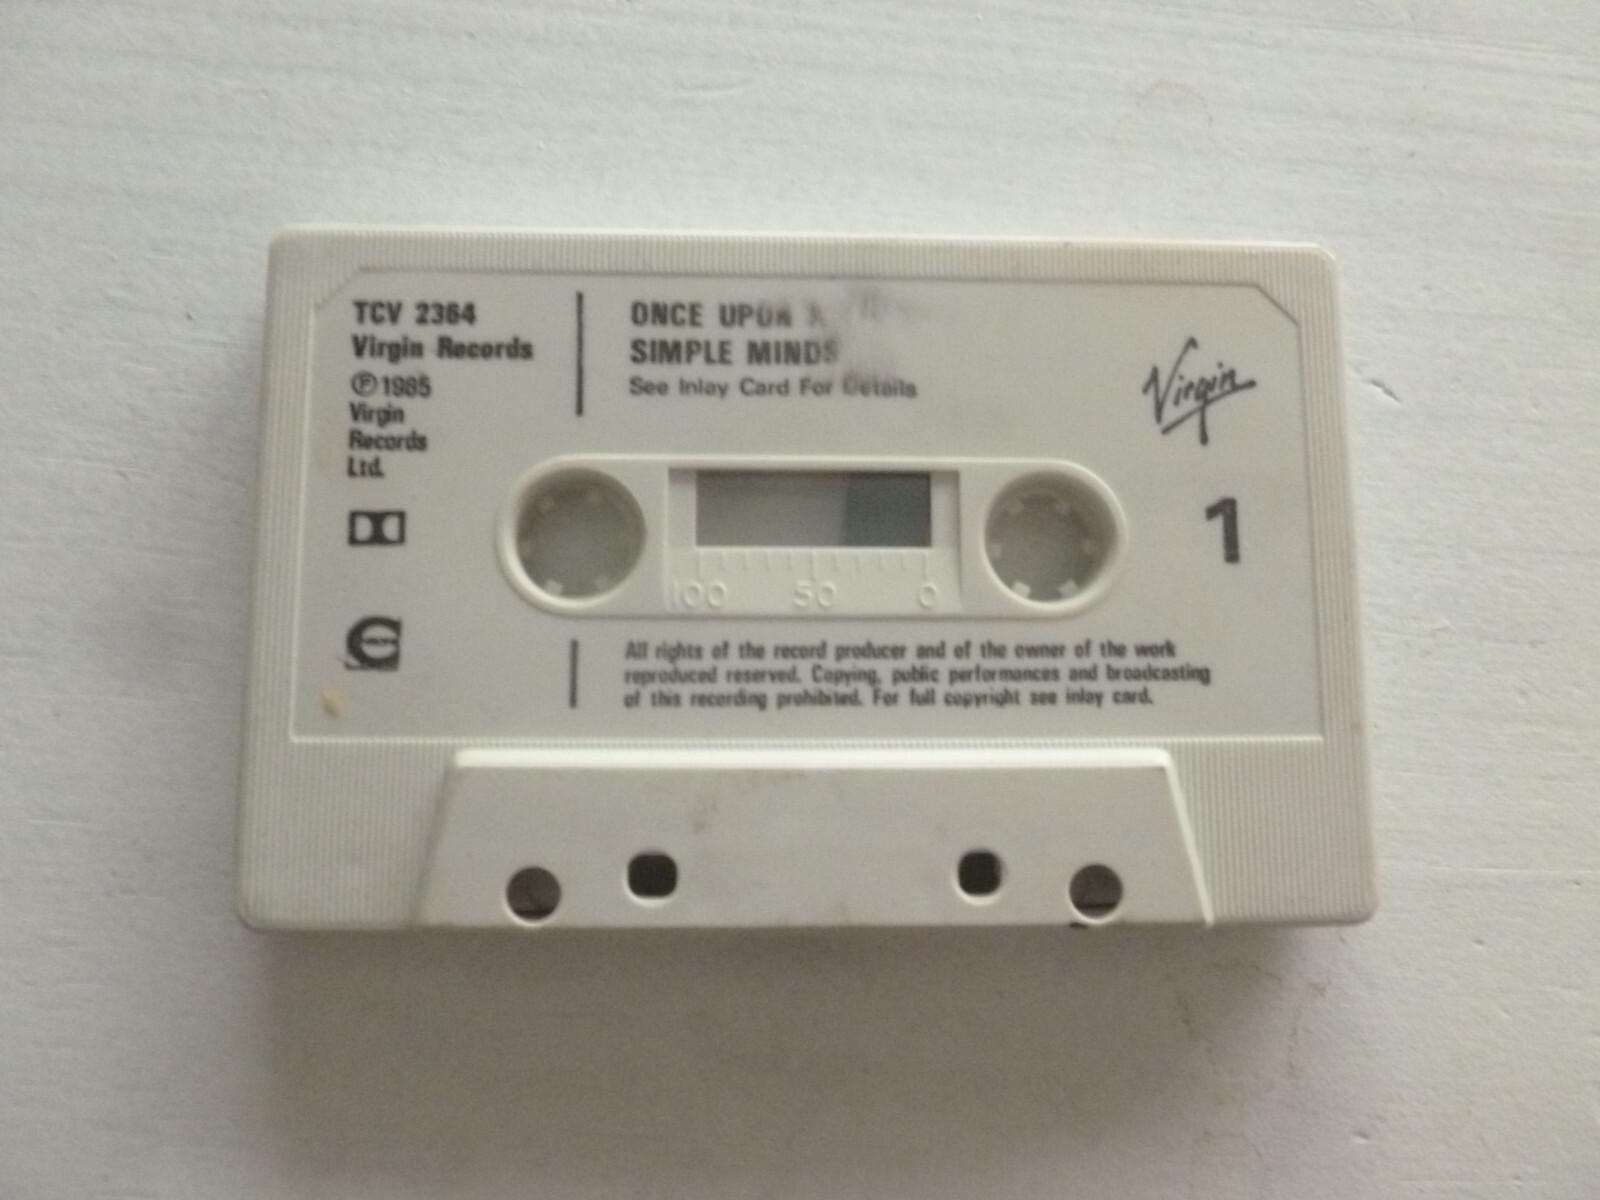 TCV 2364
Virgin Records
Ⓟ1985
Virgin
Records
Ltd.
ONCE UPON A
SIMPLE MINDS
See Inlay Card For Details
Virgin
1
100 50 0
All rights of the record producer and of the owner of the work
reproduced reserved. Copying, public performances and broadcasting
of this recording prohibited. For full copyright see inlay card.